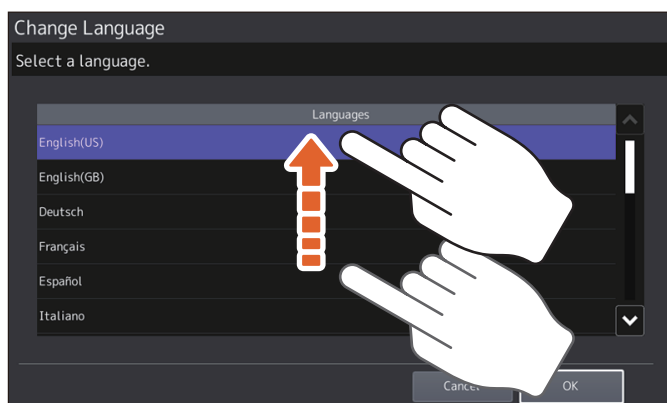 Change Language
Select a language.
Languages
English(US)
English(GB)
Deutsch
Français
Español
Italiano
Cancel
OK